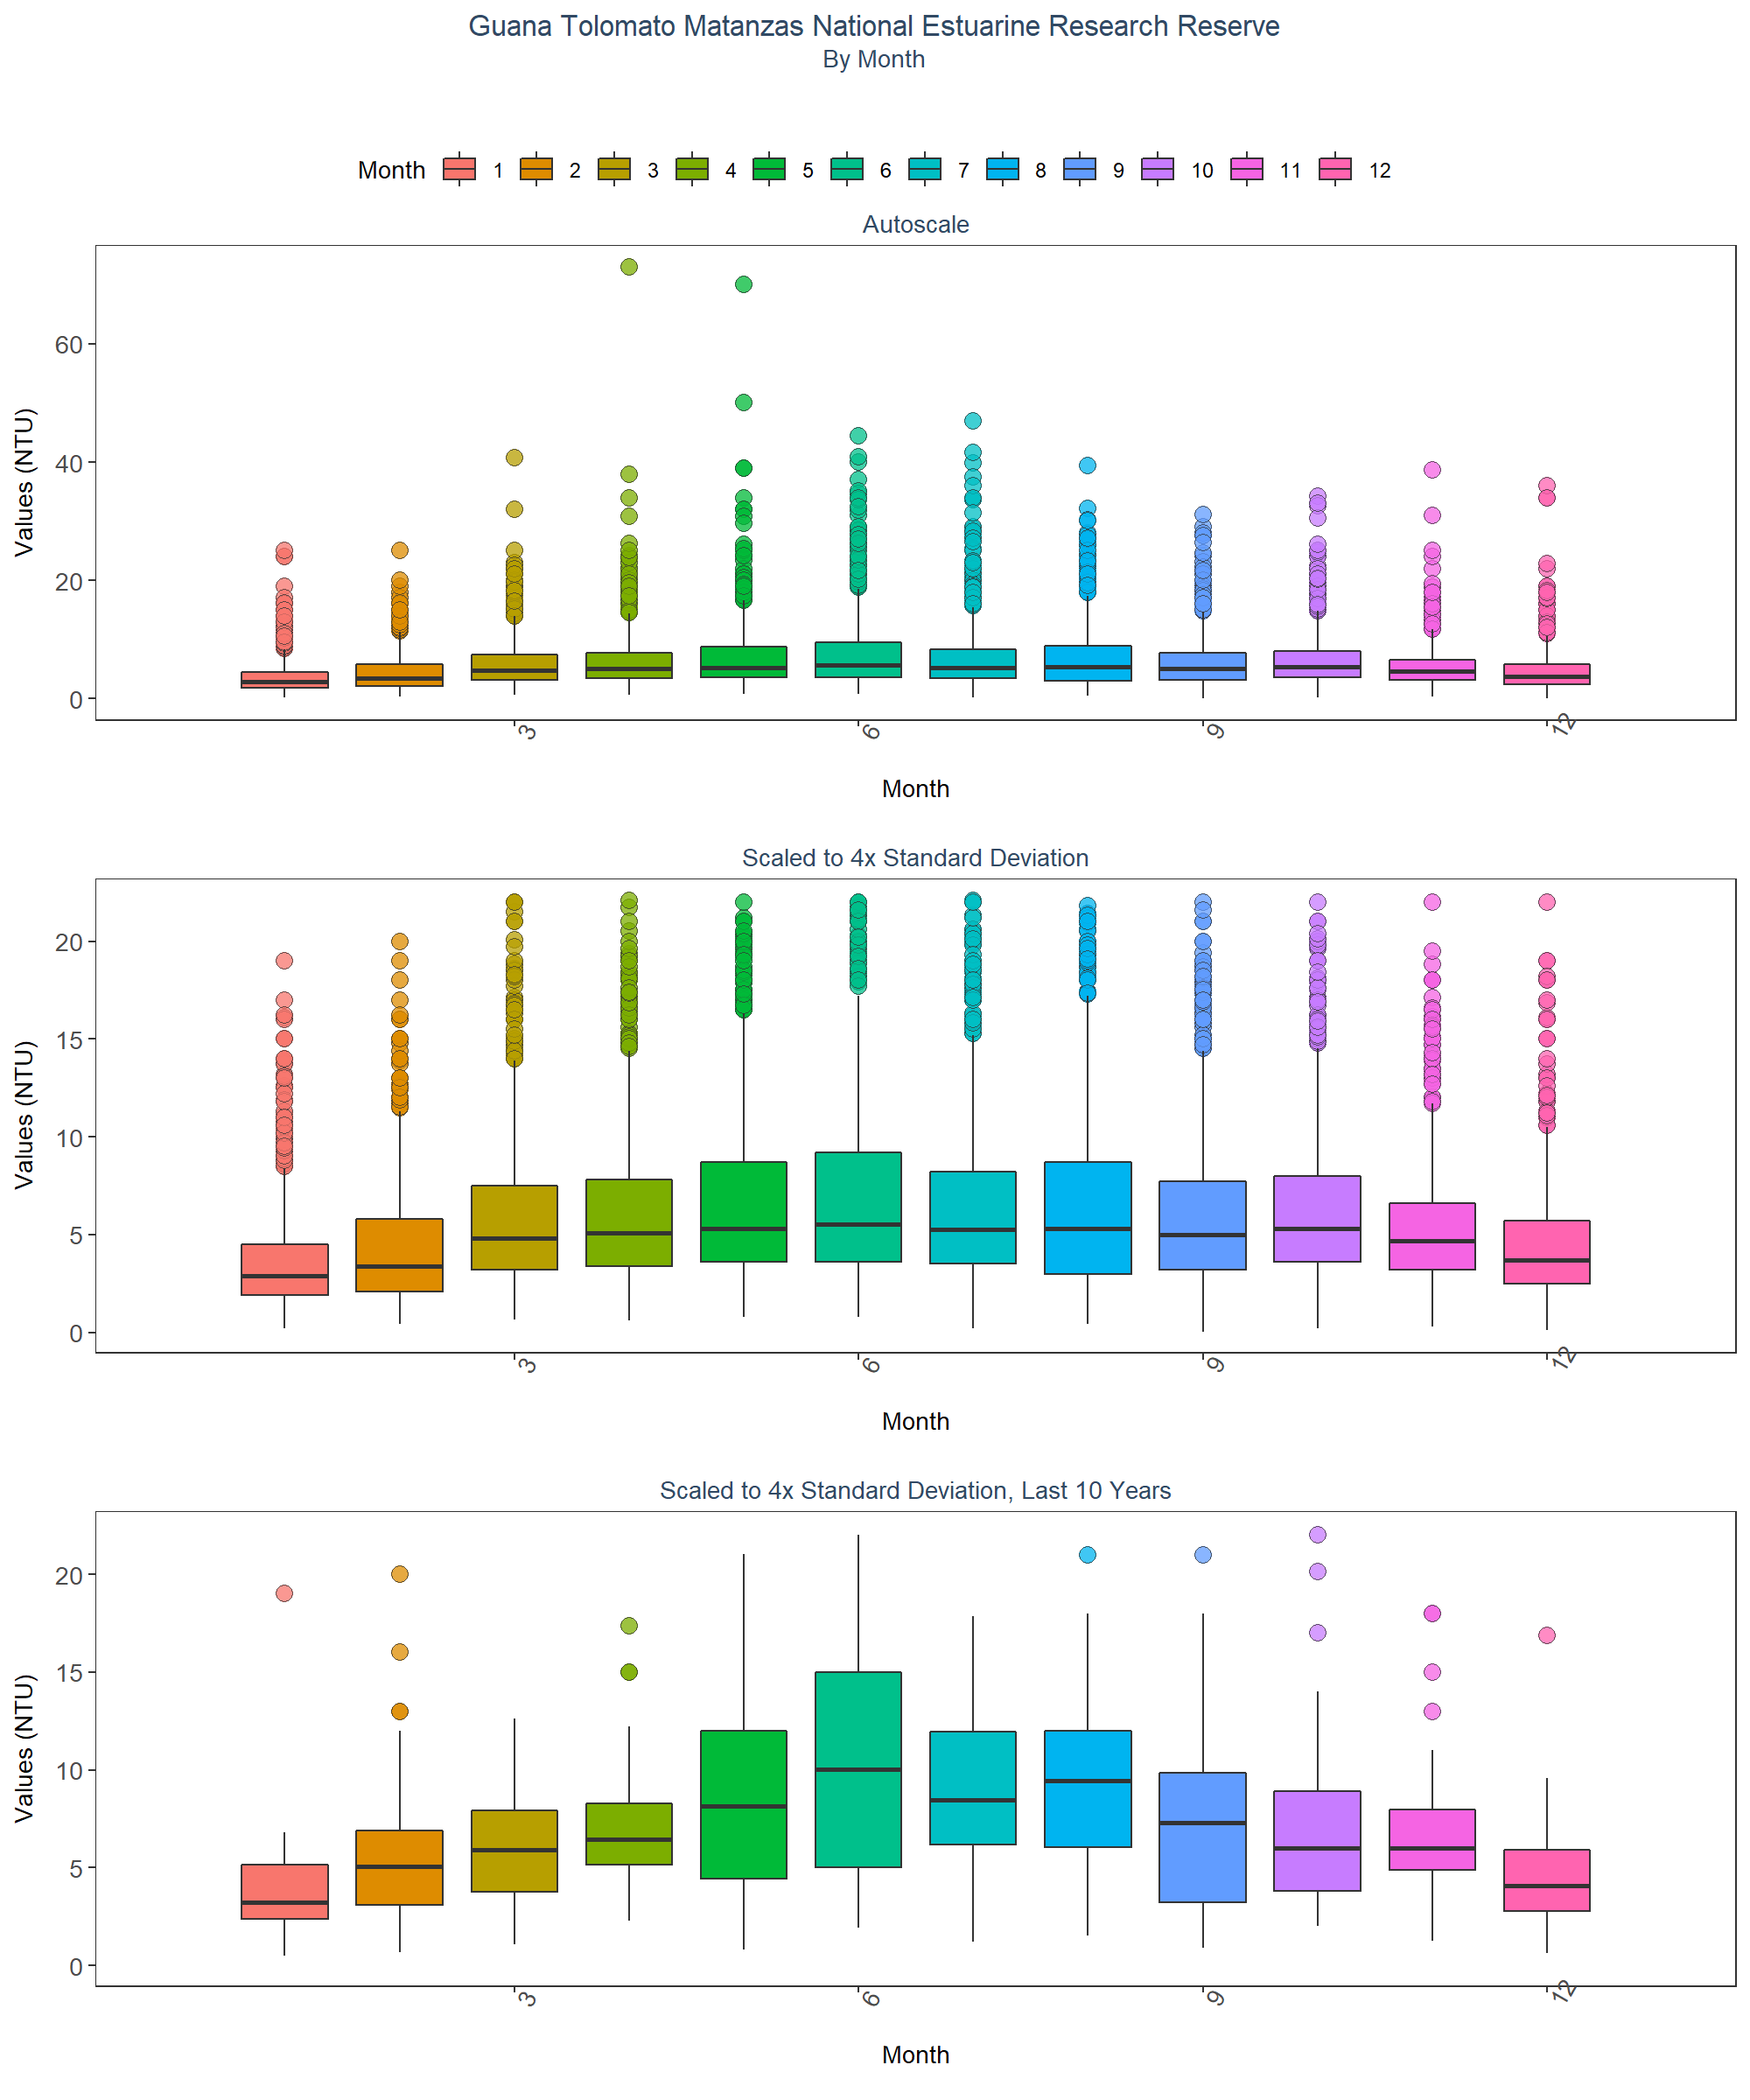 Guana Tolomato Matanzas National Estuarine Research Reserve
By Month
Month 1 2 3 4 5 6 7 8 9 10 11 12
Autoscale
Values (NTU)
60
40
20
0
3 6 9 12
Month
Scaled to 4x Standard Deviation
Values (NTU)
20
15
10
5
0
3 6 9 12
Month
Scaled to 4x Standard Deviation, Last 10 Years
Values (NTU)
20
15
10
5
0
3 6 9 12
Month